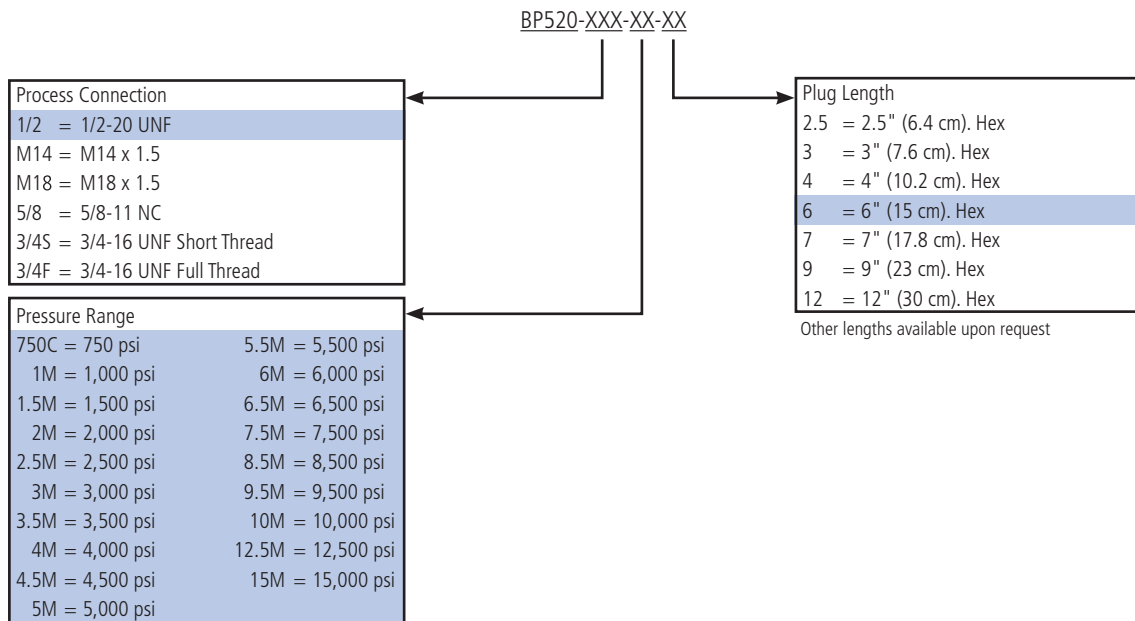 BP520-XXX-XX-XX
Process Connection
1/2 = 1/2-20 UNF
M14 = M14 x 1.5
M18 = M18 x 1.5
5/8 = 5/8-11 NC
3/4S = 3/4-16 UNF Short Thread
3/4F = 3/4-16 UNF Full Thread
Plug Length
2.5 = 2.5" (6.4 cm). Hex
3 = 3" (7.6 cm). Hex
4 = 4" (10.2 cm). Hex
6 = 6" (15 cm). Hex
7 = 7" (17.8 cm). Hex
9 = 9" (23 cm). Hex
12 = 12" (30 cm). Hex
Other lengths available upon request
Pressure Range
750C = 750 psi
1M = 1,000 psi
1.5M = 1,500 psi
2M = 2,000 psi
2.5M = 2,500 psi
3M = 3,000 psi
3.5M = 3,500 psi
4M = 4,000 psi
4.5M = 4,500 psi
5M = 5,000 psi
5.5M = 5,500 psi
6M = 6,000 psi
6.5M = 6,500 psi
7.5M = 7,500 psi
8.5M = 8,500 psi
9.5M = 9,500 psi
10M = 10,000 psi
12.5M = 12,500 psi
15M = 15,000 psi